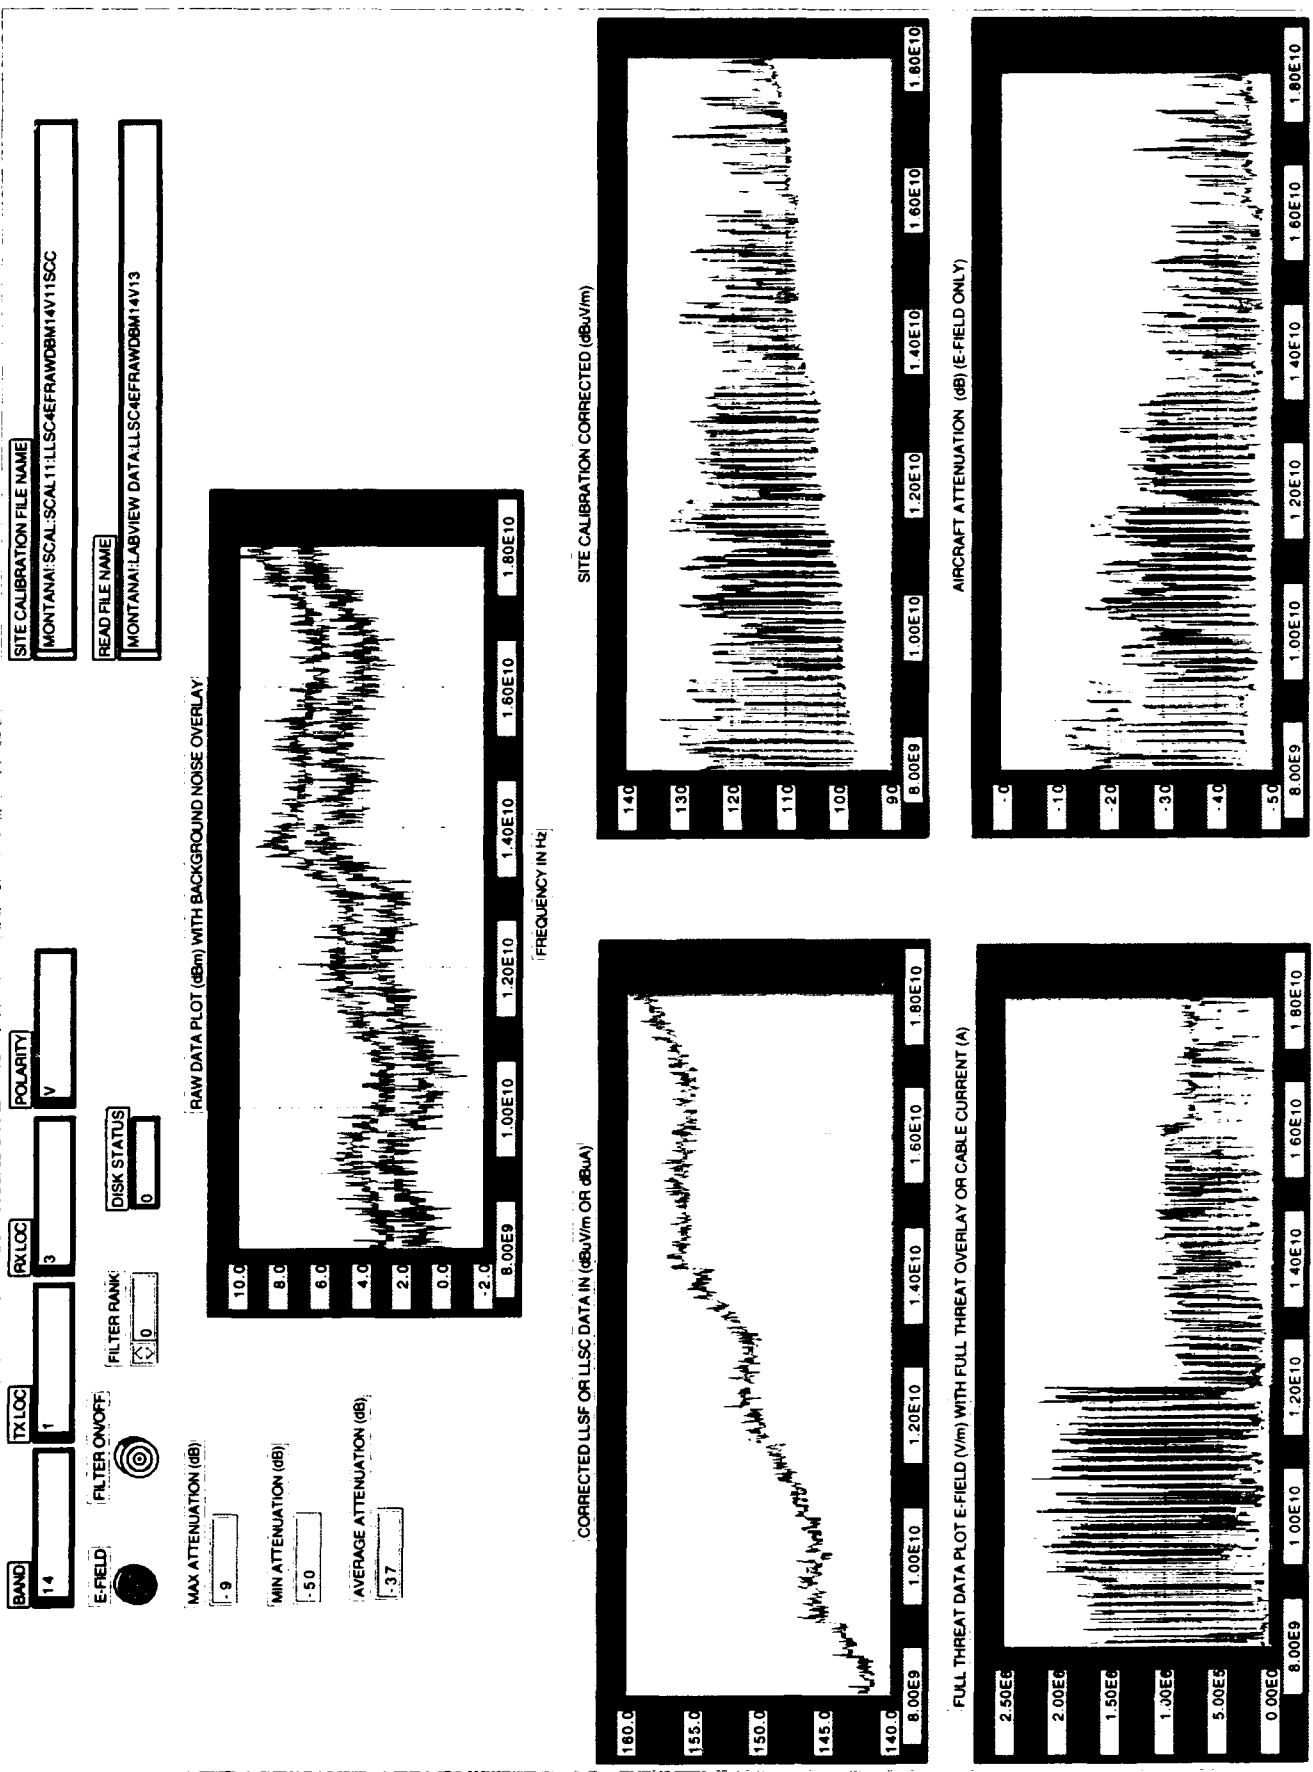 BAND
14
TX LOC
1
RX LOC
3
POLARITY
V
SITE CALIBRATION FILE NAME
MONTANA!:SCAL:SCAL11:LLSC4EFRAWDBM14V11SCC
E-FIELD
FILTER ON/OFF
FILTER RANK
0
DISK STATUS
0
READ FILE NAME
MONTANA!:LABVIEW DATA:LLSC4EFRAWDBM14V13
MAX ATTENUATION (dB)
-9
MIN ATTENUATION (dB)
-50
AVERAGE ATTENUATION (dB)
-37
RAW DATA PLOT (dBm) WITH BACKGROUND NOISE OVERLAY
10.0
8.0
6.0
4.0
2.0
0.0
-2.0
8.00E9 1.00E10 1.20E10 1.40E10 1.60E10 1.80E10
FREQUENCY IN Hz
CORRECTED LLSF OR LLSC DATA IN (dBuV/m OR dBuA)
160.0
155.0
150.0
145.0
140.0
8.00E9 1.00E10 1.20E10 1.40E10 1.60E10 1.80E10
SITE CALIBRATION CORRECTED (dBuV/m)
140
130
120
110
100
90
8.00E9 1.00E10 1.20E10 1.40E10 1.60E10 1.80E10
FULL THREAT DATA PLOT E-FIELD (V/m) WITH FULL THREAT OVERLAY OR CABLE CURRENT (A)
2.50E6
2.00E6
1.50E6
1.00E6
5.00E5
0.00E0
8.00E9 1.00E10 1.20E10 1.40E10 1.60E10 1.80E10
AIRCRAFT ATTENUATION (dB) (E-FIELD ONLY)
-0
-10
-20
-30
-40
-50
8.00E9 1.00E10 1.20E10 1.40E10 1.60E10 1.80E10